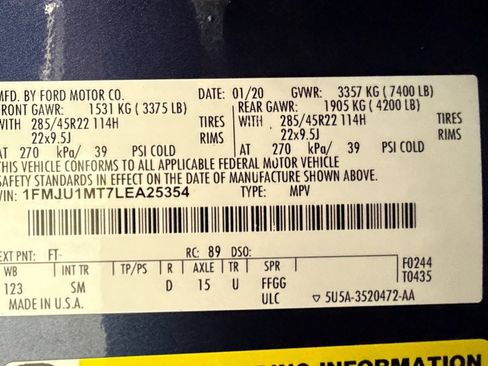 MFD. BY FORD MOTOR CO. DATE: 01/20 GVWR: 3357 KG (7400 LB)
FRONT GAWR: 1531 KG (3375 LB) REAR GAWR: 1905 KG (4200 LB)
WITH 285/45R22 114H TIRES WITH 285/45R22 114H TIRES
22x9.5J RIMS 22x9.5J RIMS
AT 270 kPa/ 39 PSI COLD AT 270 kPa/ 39 PSI COLD
THIS VEHICLE CONFORMS TO ALL APPLICABLE FEDERAL MOTOR VEHICLE
SAFETY STANDARDS IN EFFECT ON THE DATE OF MANUFACTURE SHOWN ABOVE.
VIN: 1FMJU1MT7LEA25354 TYPE: MPV
EXT PNT: FT RC: 89 DSO:
WB INT TR TP/PS R AXLE TR SPR F0244
123 SM D 15 U FFGG T0435
MADE IN U.S.A. ULC ▽ 5U5A-3520472-AA
INFORMATION